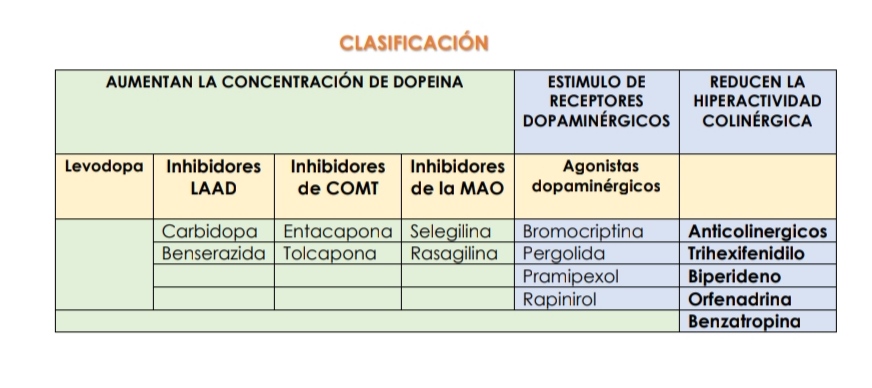 CLASIFICACIÓN
AUMENTAN LA CONCENTRACIÓN DE DOPEINA
ESTIMULO DE
RECEPTORES
DOPAMINÉRGICOS
REDUCEN LA
HIPERACTIVIDAD
COLINÉRGICA
Levodopa
Inhibidores
LAAD
Inhibidores
de COMT
Inhibidores
de la MAO
Agonistas
dopaminérgicos
Carbidopa Entacapona Selegilina Bromocriptina Anticolinergicos
Benserazida Tolcapona Rasagilina Pergolida Trihexifenidilo
Pramipexol Biperideno
Rapinirol Orfenadrina
Benzatropina